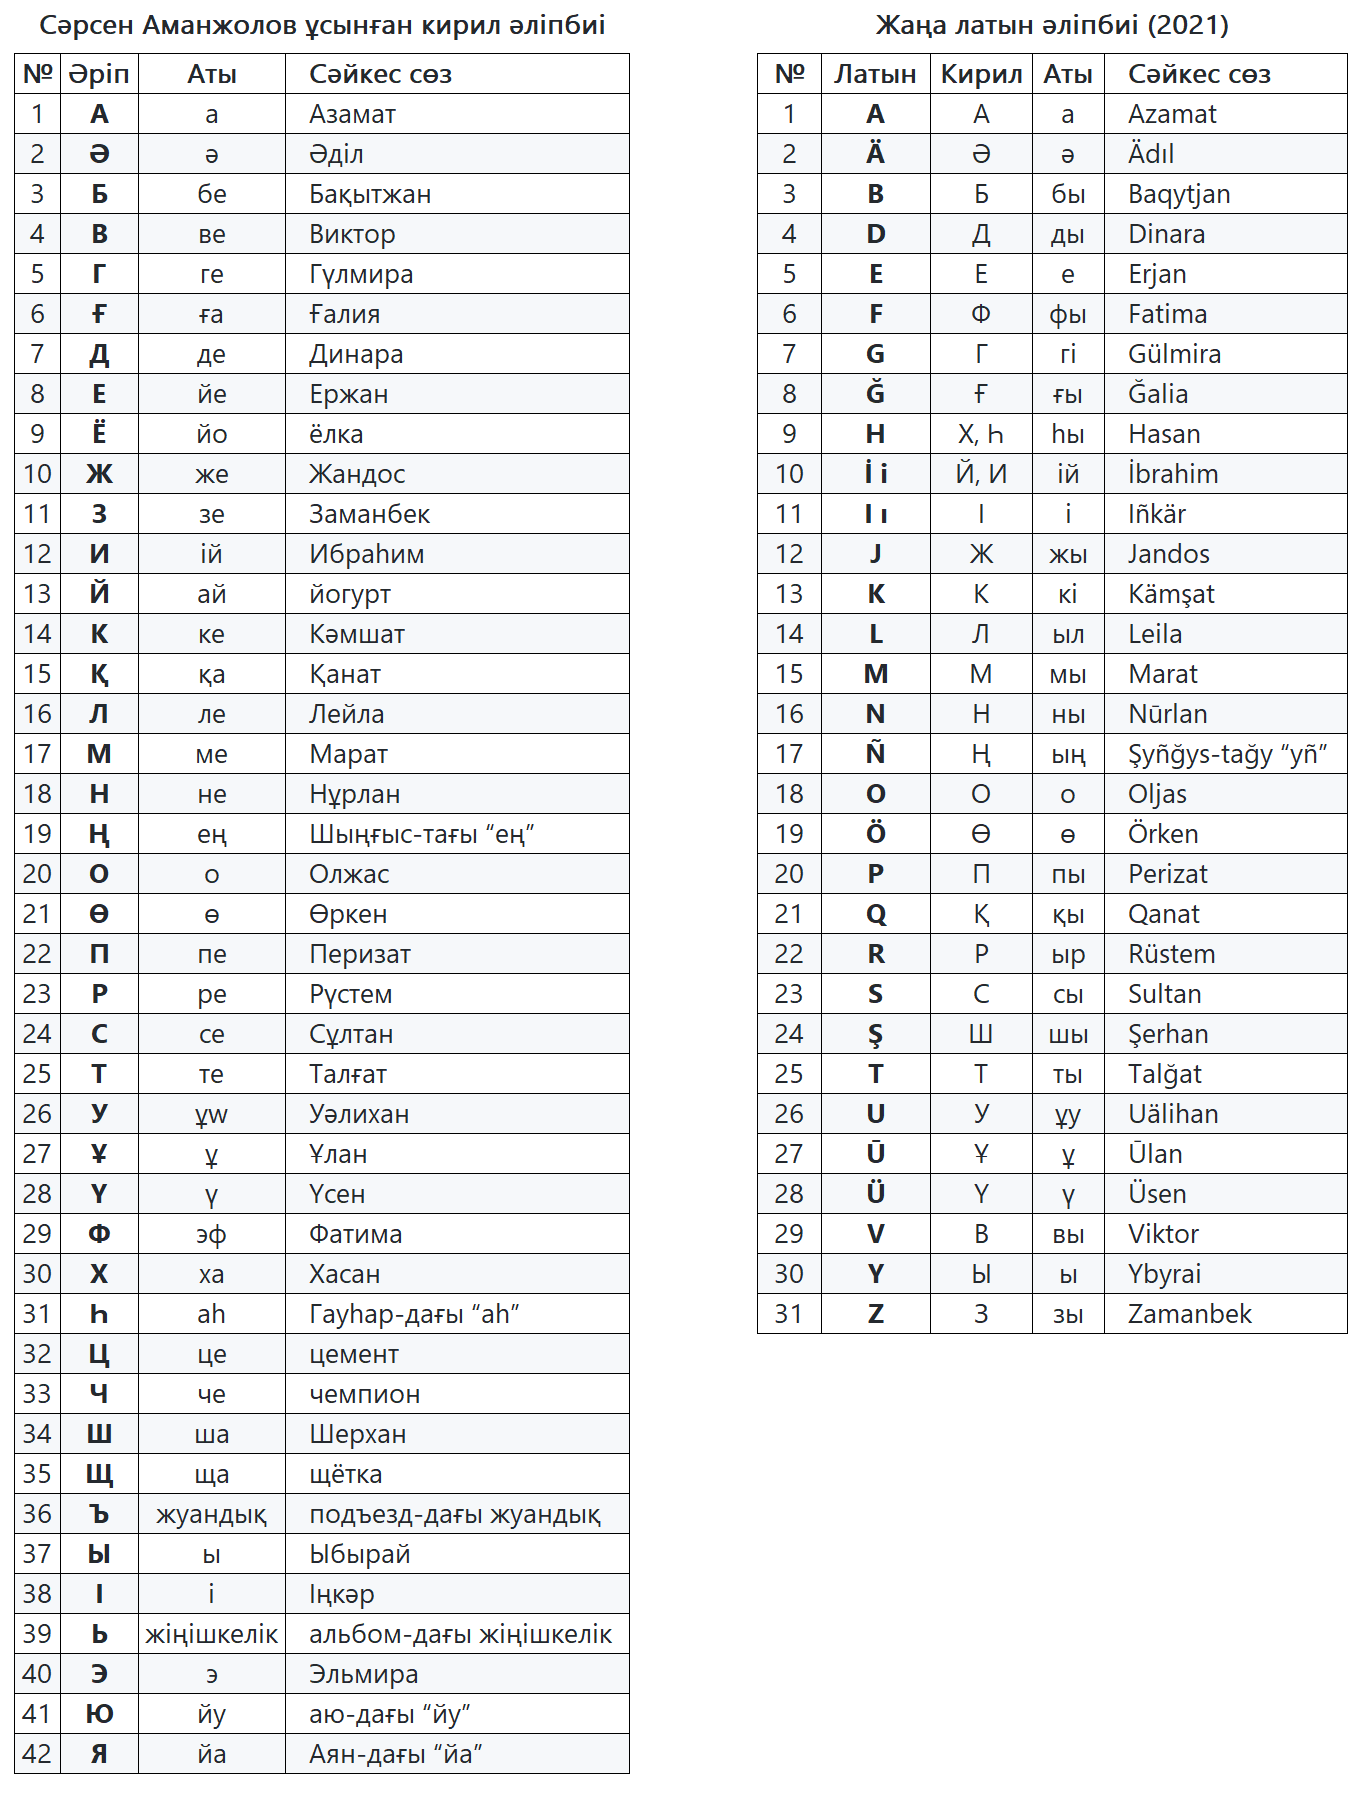 Сәрсен Аманжолов ұсынған кирил әліпбиі
№ Әріп Аты Сәйкес сөз
1 А а Азамат
2 Ә ә Әділ
3 Б бе Бақытжан
4 В ве Виктор
5 Г ге Гүлмира
6 Ғ ға Ғалия
7 Д де Динара
8 Е йе Ержан
9 Ё йо ёлка
10 Ж же Жандос
11 З зе Заманбек
12 И ій Ибраһим
13 Й ай йогурт
14 К ке Кәмшат
15 Қ қа Қанат
16 Л ле Лейла
17 М ме Марат
18 Н не Нұрлан
19 Ң ең Шыңғыс-тағы “ең”
20 О о Олжас
21 Ө ө Өркен
22 П пе Перизат
23 Р ре Рүстем
24 С се Сұлтан
25 Т те Талғат
26 У ұw Уәлихан
27 Ұ ұ Ұлан
28 Ү ү Үсен
29 Ф эф Фатима
30 Х ха Хасан
31 Һ аһ Гауһар-дағы “аһ”
32 Ц це цемент
33 Ч че чемпион
34 Ш ша Шерхан
35 Щ ща щётка
36 Ъ жуандық подъезд-дағы жуандық
37 Ы ы Ыбырай
38 І і Іңкәр
39 Ь жіңішкелік альбом-дағы жіңішкелік
40 Э э Эльмира
41 Ю йу аю-дағы “йу”
42 Я йа Аян-дағы “йа”
Жаңа латын әліпбиі (2021)
№ Латын Кирил Аты Сәйкес сөз
1 A А а Azamat
2 Ä Ә ә Ädıl
3 B Б бы Baqytjan
4 D Д ды Dinara
5 E Е е Erjan
6 F Ф фы Fatima
7 G Г гі Gülmira
8 Ğ Ғ ғы Ğalia
9 H Х, Һ һы Hasan
10 İ i Й, И ій İbrahim
11 I ı І і Iñkär
12 J Ж жы Jandos
13 K К кі Kämşat
14 L Л ыл Leila
15 M М мы Marat
16 N Н ны Nūrlan
17 Ñ Ң ың Şyñğys-tağy “yñ”
18 O О о Oljas
19 Ö Ө ө Örken
20 P П пы Perizat
21 Q Қ қы Qanat
22 R Р ыр Rüstem
23 S С сы Sultan
24 Ş Ш шы Şerhan
25 T Т ты Talğat
26 U У ұу Uälihan
27 Ū Ұ ұ Ūlan
28 Ü Ү ү Üsen
29 V В вы Viktor
30 Y Ы ы Ybyrai
31 Z З зы Zamanbek